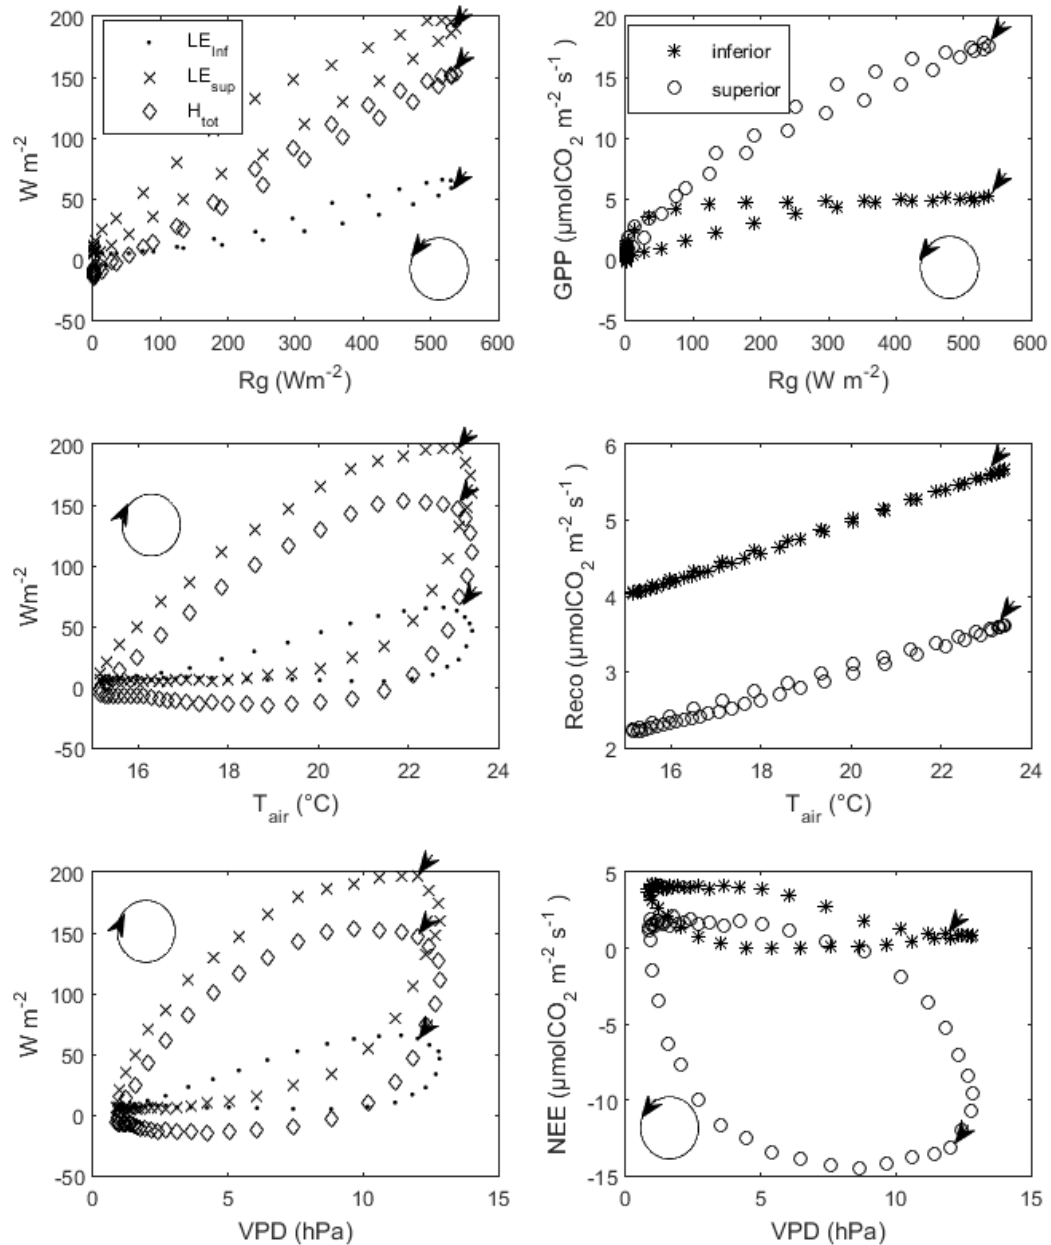 200
150
100
50
0
-50
W m-2
LEInf
LEsup
Htot
0 100 200 300 400 500 600
Rg (Wm-2)
20
15
10
5
0
-5
GPP (μmolCO2 m-2 s-1)
inferior
superior
0 100 200 300 400 500 600
Rg (W m-2)
200
150
100
50
0
-50
Wm-2
16 18 20 22 24
Tair (°C)
6
5
4
3
2
Reco (μmolCO2 m-2 s-1)
16 18 20 22 24
Tair (°C)
200
150
100
50
0
-50
W m-2
0 5 10 15
VPD (hPa)
5
0
-5
-10
-15
NEE (μmolCO2 m-2 s-1)
0 5 10 15
VPD (hPa)